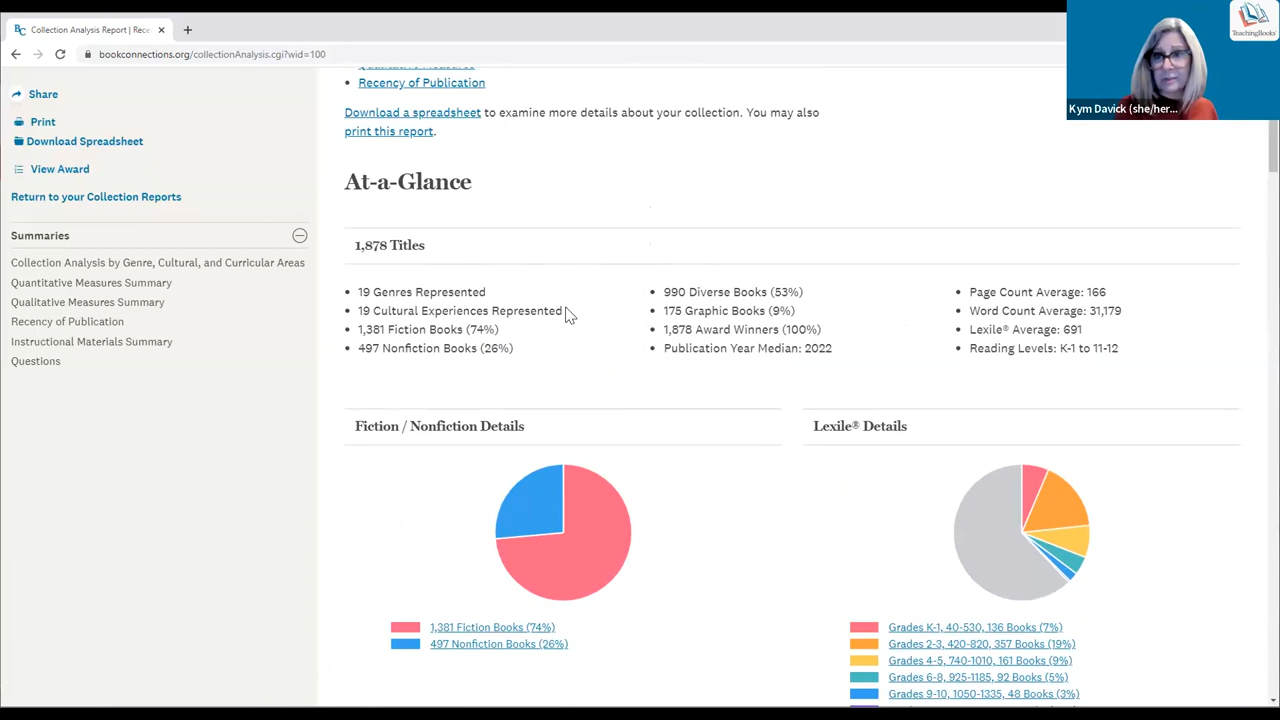 Collection Analysis Report | Rece
bookconnections.org/collectionAnalysis.cgi?wid=100
TeachingBooks
Kym Davick (she/her...
Share
Print
Download Spreadsheet
View Award
Return to your Collection Reports
Summaries
Collection Analysis by Genre, Cultural, and Curricular Areas
Quantitative Measures Summary
Qualitative Measures Summary
Recency of Publication
Instructional Materials Summary
Questions
Qualitative Measures
Recency of Publication
Download a spreadsheet to examine more details about your collection. You may also
print this report.
At-a-Glance
1,878 Titles
19 Genres Represented
19 Cultural Experiences Represented
1,381 Fiction Books (74%)
497 Nonfiction Books (26%)
990 Diverse Books (53%)
175 Graphic Books (9%)
1,878 Award Winners (100%)
Publication Year Median: 2022
Page Count Average: 166
Word Count Average: 31,179
Lexile® Average: 691
Reading Levels: K-1 to 11-12
Fiction / Nonfiction Details
1,381 Fiction Books (74%)
497 Nonfiction Books (26%)
Lexile® Details
Grades K-1, 40-530, 136 Books (7%)
Grades 2-3, 420-820, 357 Books (19%)
Grades 4-5, 740-1010, 161 Books (9%)
Grades 6-8, 925-1185, 92 Books (5%)
Grades 9-10, 1050-1335, 48 Books (3%)